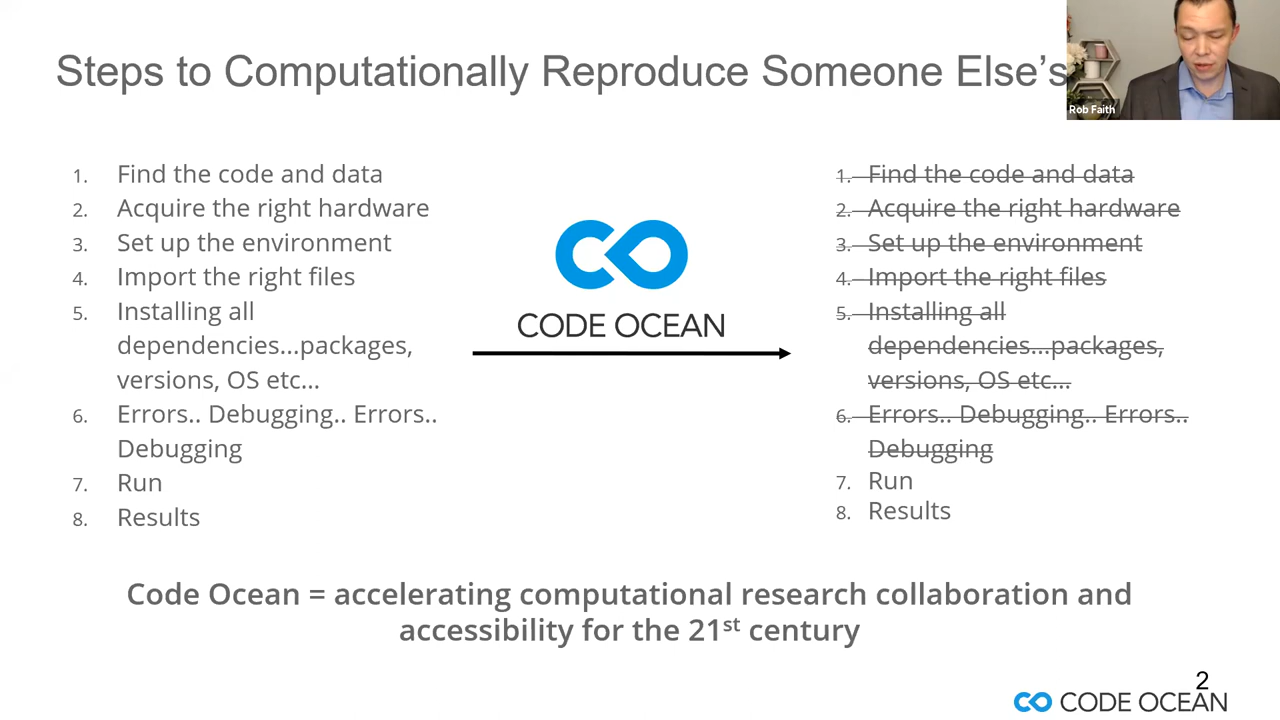 Steps to Computationally Reproduce Someone Else's
Rob Faith
1. Find the code and data
2. Acquire the right hardware
3. Set up the environment
4. Import the right files
5. Installing all
dependencies...packages,
versions, OS etc...
6. Errors.. Debugging.. Errors..
Debugging
7. Run
8. Results
CODE OCEAN
1. Find the code and data
2. Acquire the right hardware
3. Set up the environment
4. Import the right files
5. Installing all
dependencies...packages,
versions, OS etc...
6. Errors.. Debugging.. Errors..
Debugging
7. Run
8. Results
Code Ocean = accelerating computational research collaboration and
accessibility for the 21st century
2
CODE OCEAN